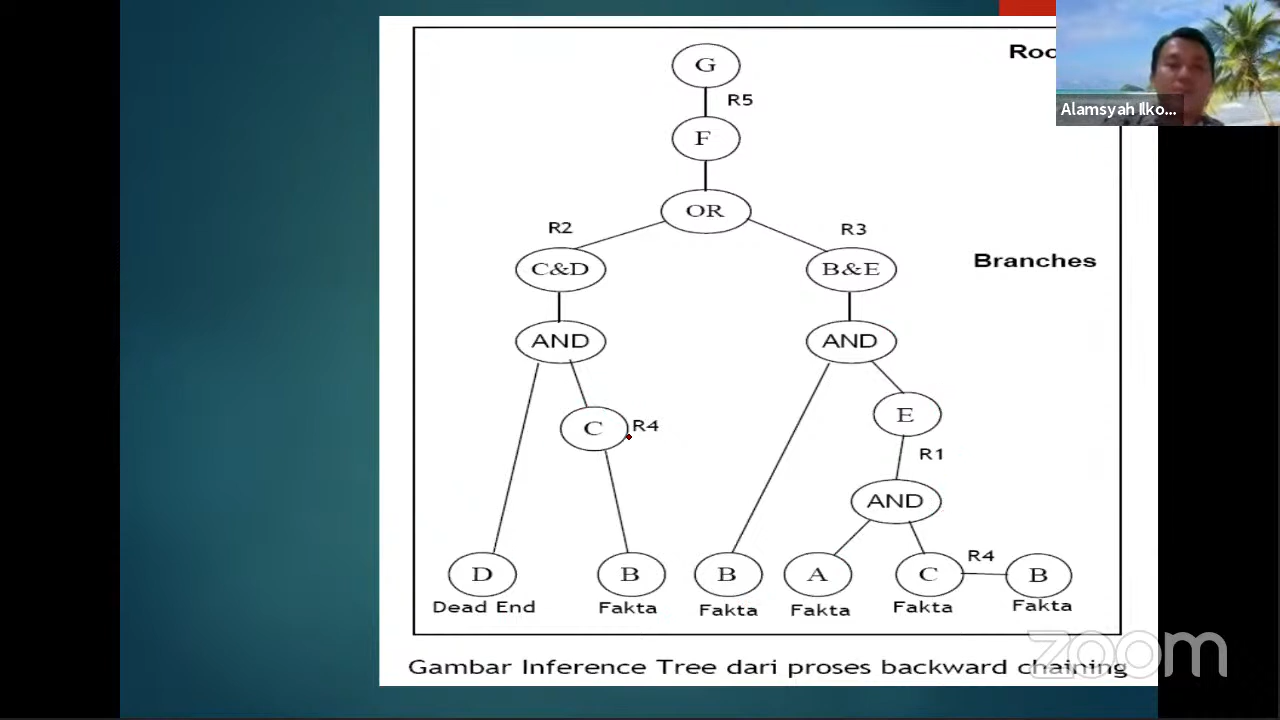 G
Roo
R5
F
Alamsyah Ilko...
OR
R2
R3
C&D
B&E
Branches
AND
AND
C
R4
E
R1
AND
D
B
B
A
C
R4
B
Dead End
Fakta
Fakta
Fakta
Fakta
Fakta
Gambar Inference Tree dari proses backward chaining
zoom